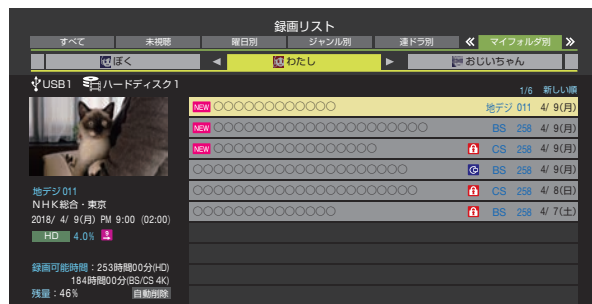 録画リスト
すべて 未視聴 曜日別 ジャンル別 連ドラ別 《 マイフォルダ別 》
ぼく ◀ わたし ▶ おじいちゃん
USB1 ハードディスク1
1/6 新しい順
NEW 〇〇〇〇〇〇〇〇〇〇〇〇 地デジ 011 4/ 9(月)
NEW 〇〇〇〇〇〇〇〇〇〇〇〇〇〇〇〇〇〇〇〇〇 BS 258 4/ 9(月)
NEW 〇〇〇〇〇〇〇〇〇〇〇〇〇〇〇〇 CS 258 4/ 9(月)
〇〇〇〇〇〇〇〇〇〇〇〇〇〇〇〇〇〇〇〇〇 BS 258 4/ 9(月)
〇〇〇〇〇〇〇〇〇〇〇〇〇〇〇〇〇〇〇〇〇〇 CS 258 4/ 8(日)
〇〇〇〇〇〇〇〇〇〇〇〇〇〇 BS 258 4/ 7(土)
地デジ 011
NHK総合・東京
2018/ 4/ 9(月) PM 9:00 (02:00)
HD 4.0%
録画可能時間：253時間00分(HD)
184時間00分(BS/CS 4K)
残量：46% 自動削除